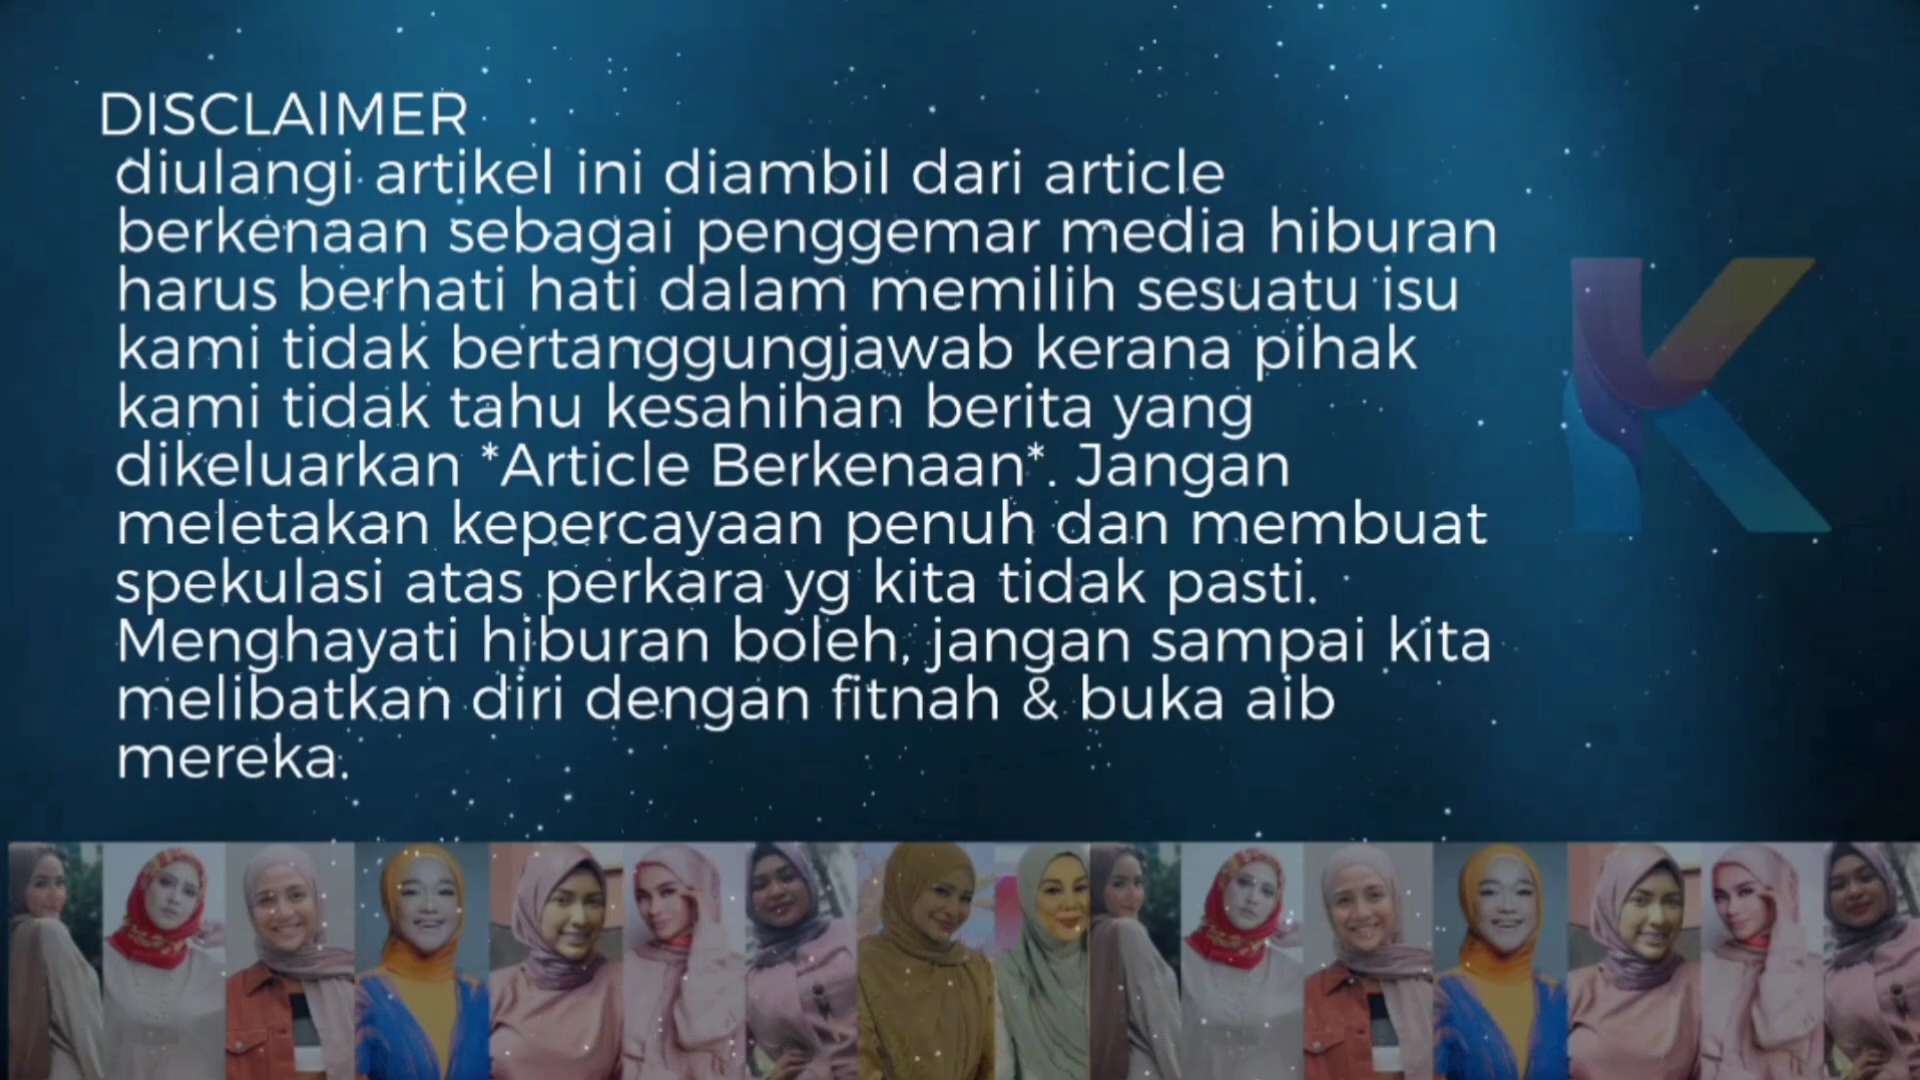 DISCLAIMER
diulangi artikel ini diambil dari article
berkenaan sebagai penggemar media hiburan
harus berhati hati dalam memilih sesuatu isu
kami tidak bertanggungjawab kerana pihak
kami tidak tahu kesahihan berita yang
dikeluarkan *Article Berkenaan*. Jangan
meletakan kepercayaan penuh dan membuat
spekulasi atas perkara yg kita tidak pasti.
Menghayati hiburan boleh, jangan sampai kita
melibatkan diri dengan fitnah & buka aib
mereka.
K